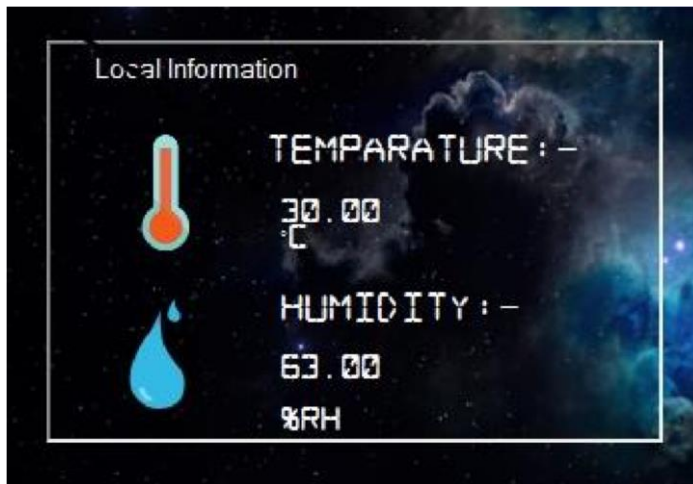 Local Information
TEMPARATURE:-
30.00
°C
HUMIDITY:-
63.00
%RH